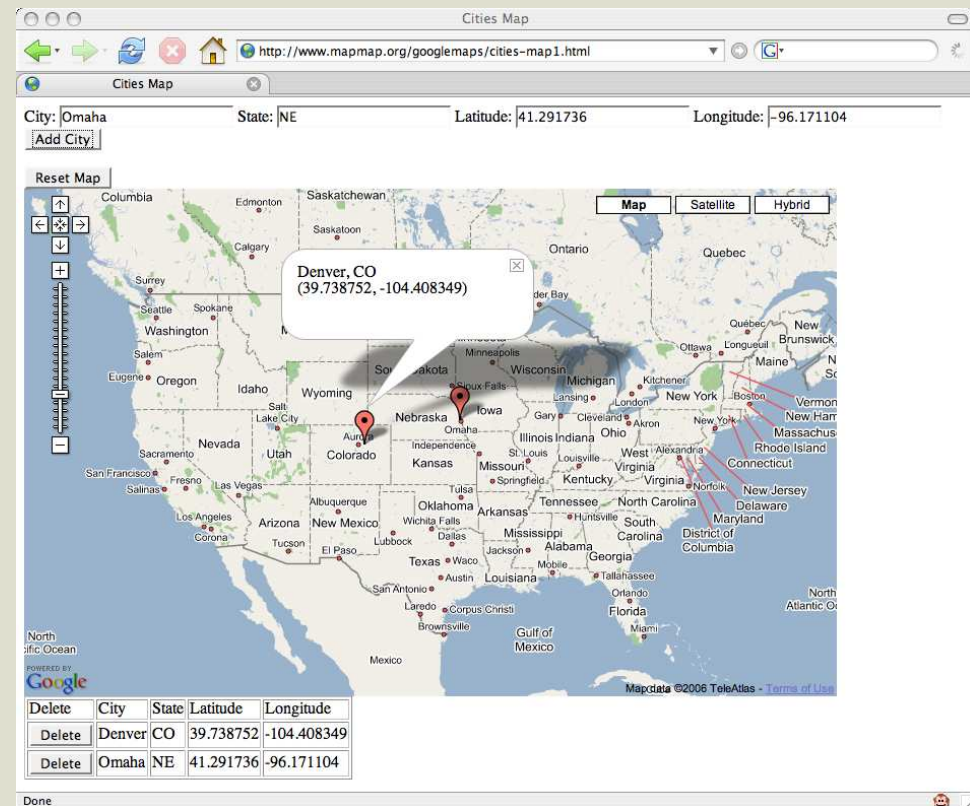 Cities Map
http://www.mapmap.org/googlemaps/cities-map1.html
G
Cities Map
City: Omaha State: NE Latitude: 41.291736 Longitude: -96.171104
Add City
Reset Map
Map Satellite Hybrid
Columbia
Edmonton
Saskatchewan
Saskatoon
Calgary
Ontario
Quebec
Denver, CO
(39.738752, -104.408349)
Surrey
Seattle
Spokane
Washington
Québec
New
Brunswick
Ottawa
Longueuil
Maine
Minneapolis
Wisconsin
Salem
Eugene
Oregon
Idaho
Wyoming
Sioux Falls
Michigan
Lansing
Kitchener
London
New York
Boston
Vermon
New Ham
Massachus
Rhode Island
Connecticut
Salt
Lake City
Nebraska
Iowa
Omaha
Gary
Cleveland
Akron
New York
Nevada
Utah
Aurora
Colorado
Independence
Kansas
Illinois
Indiana
Ohio
Sacramento
San Francisco
Salinas
Fresno
Las Vegas
Missouri
St. Louis
Louisville
West
Virginia
Alexandria
Virginia
Norfolk
Springfield
Kentucky
New Jersey
Delaware
Maryland
District of
Columbia
Tulsa
Albuquerque
Oklahoma
Arkansas
Tennessee
North Carolina
Los Angeles
Corona
Arizona
New Mexico
Wichita Falls
Huntsville
South
Carolina
Tucson
El Paso
Lubbock
Dallas
Mississippi
Alabama
Georgia
Jackson
Texas
Waco
Mobile
Austin
Louisiana
Tallahassee
San Antonio
Orlando
Florida
Laredo
Corpus Christi
Brownsville
Gulf of
Mexico
Miami
Mexico
North
Atlantic Oc
North
ific Ocean
POWERED BY
Google
Map data ©2006 TeleAtlas - Terms of Use
Delete City State Latitude Longitude
Delete Denver CO 39.738752 -104.408349
Delete Omaha NE 41.291736 -96.171104
Done